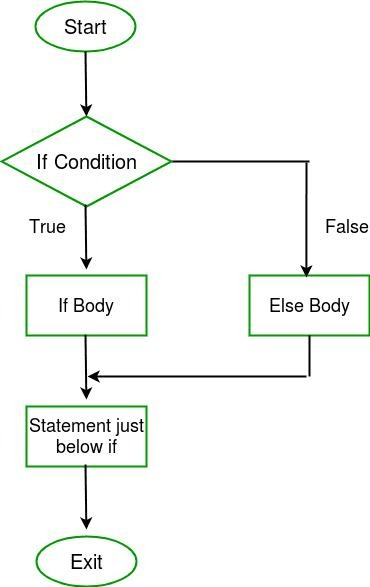 Start
If Condition
True
False
If Body
Else Body
Statement just
below if
Exit